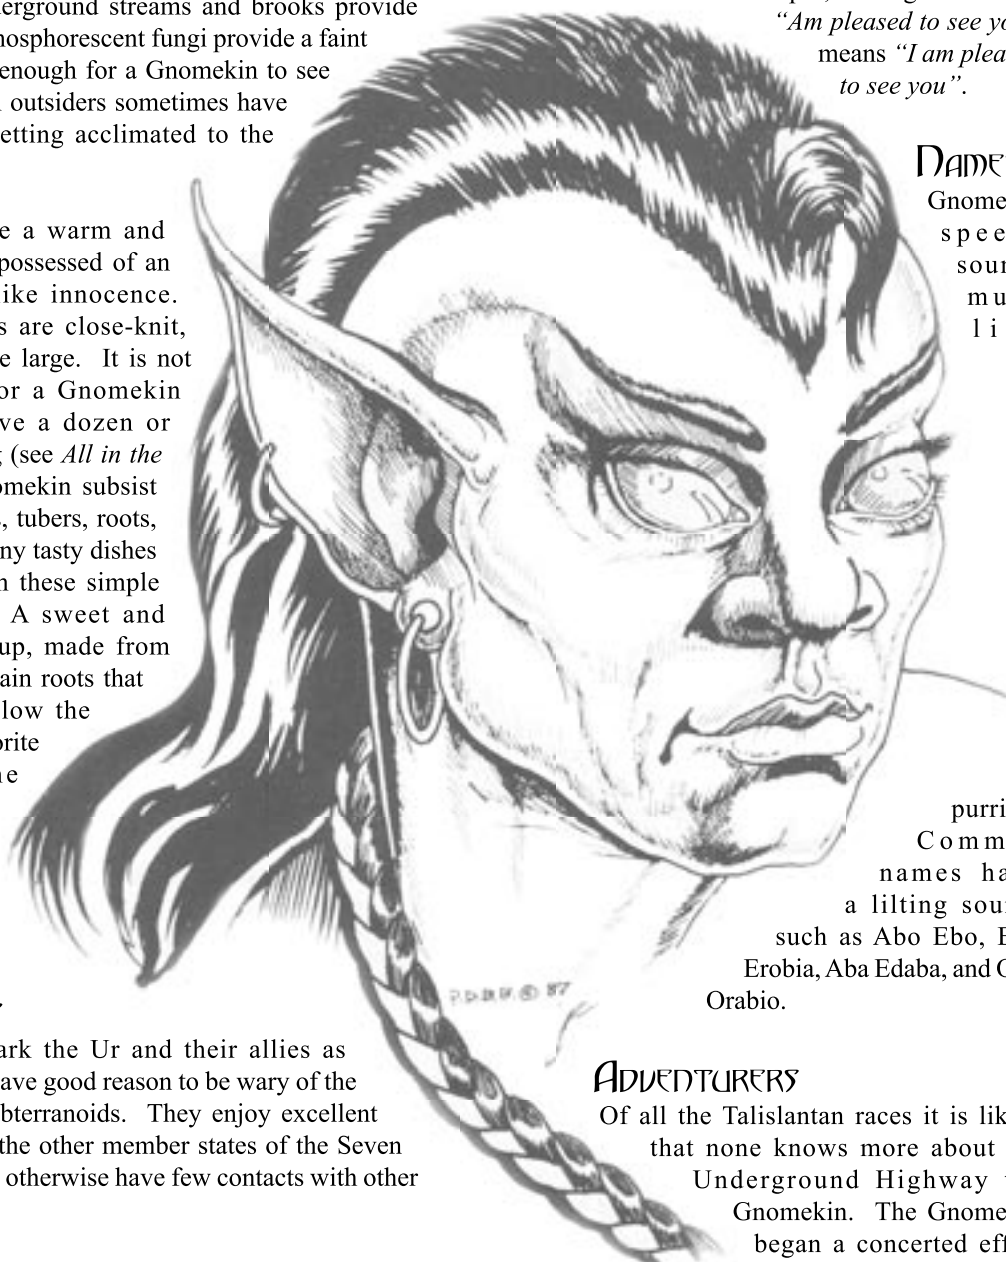 derground streams and brooks provide
hosphorescent fungi provide a faint
enough for a Gnomekin to see
outsiders sometimes have
etting acclimated to the
e a warm and
possessed of an
like innocence.
s are close-knit,
e large. It is not
or a Gnomekin
ve a dozen or
(see All in the
omekin subsist
, tubers, roots,
ny tasty dishes
n these simple
A sweet and
up, made from
ain roots that
low the
orite
ne
ark the Ur and their allies as
ave good reason to be wary of the
bterranoids. They enjoy excellent
the other member states of the Seven
otherwise have few contacts with other
“Am pleased to see yo
means “I am plea
to see you”.
Name
Gnome
spee
soun
mu
li
purri
Comm
names ha
a lilting sou
such as Abo Ebo, E
Erobia, Aba Edaba, and O
Orabio.
© 87
Adventurers
Of all the Talislantan races it is lik
that none knows more about
Underground Highway
Gnomekin. The Gnome
began a concerted eff